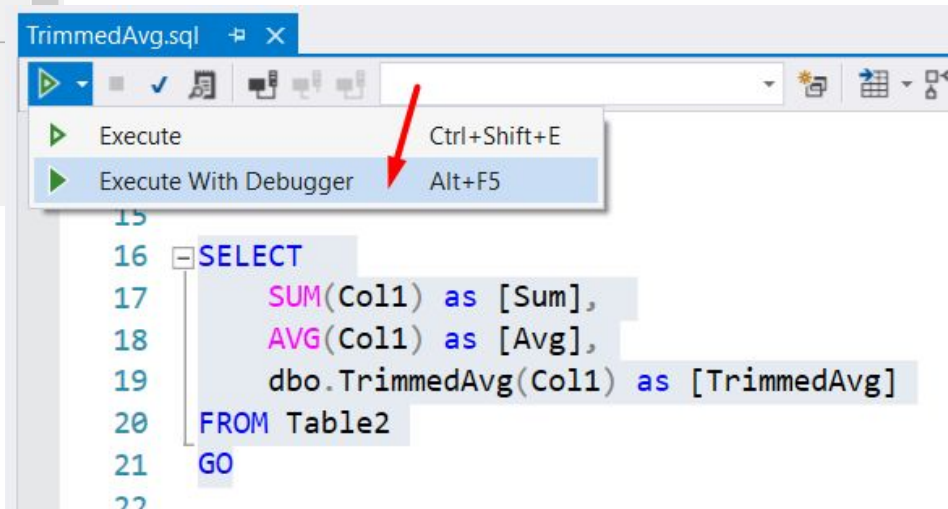 TrimmedAvg.sql
Execute Ctrl+Shift+E
Execute With Debugger Alt+F5
15
16 SELECT
17 SUM(Col1) as [Sum],
18 AVG(Col1) as [Avg],
19 dbo.TrimmedAvg(Col1) as [TrimmedAvg]
20 FROM Table2
21 GO
22